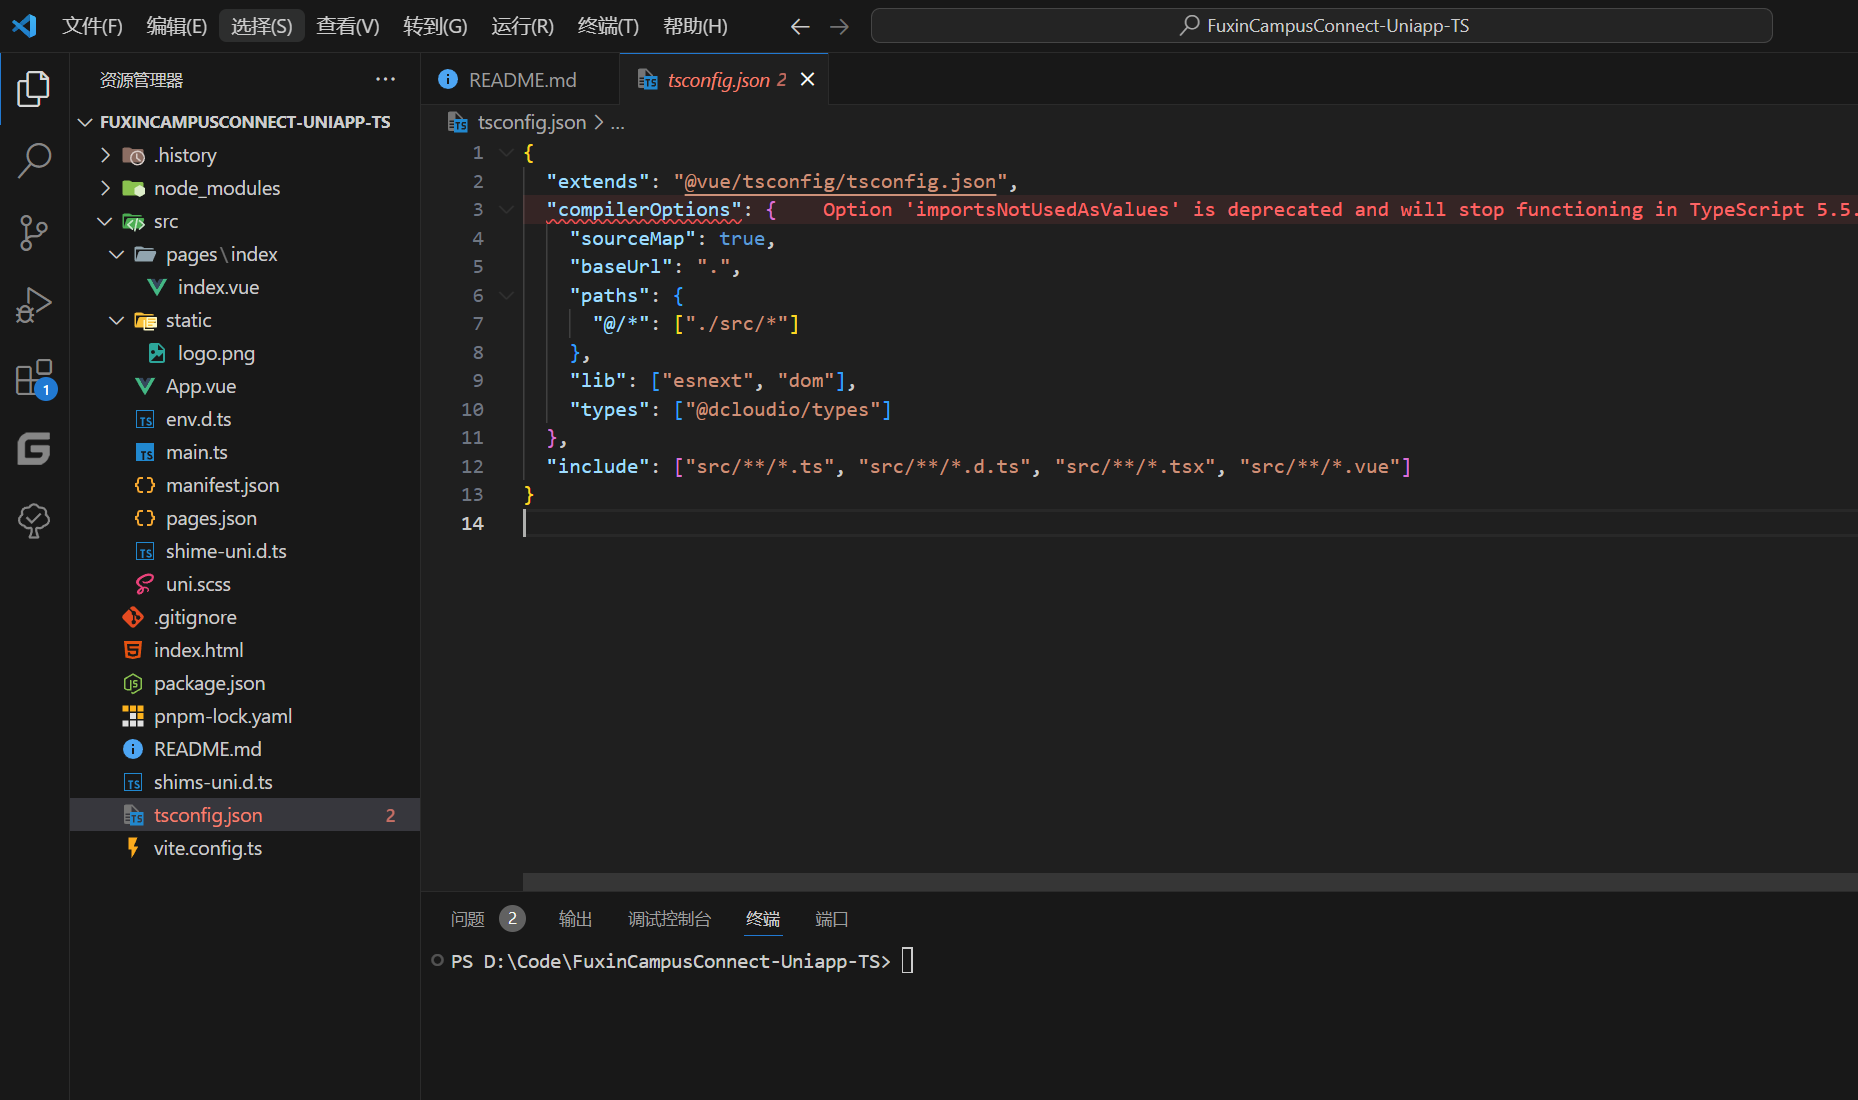 文件(F) 编辑(E) 选择(S) 查看(V) 转到(G) 运行(R) 终端(T) 帮助(H) FuxinCampusConnect-Uniapp-TS
资源管理器
FUXINCAMPUSCONNECT-UNIAPP-TS
.history
node_modules
src
pages\index
index.vue
static
logo.png
App.vue
env.d.ts
main.ts
manifest.json
pages.json
shime-uni.d.ts
uni.scss
.gitignore
index.html
package.json
pnpm-lock.yaml
README.md
shims-uni.d.ts
tsconfig.json 2
vite.config.ts
1
README.md tsconfig.json 2
tsconfig.json > ...
1 {
2 "extends": "@vue/tsconfig/tsconfig.json",
3 "compilerOptions": { Option 'importsNotUsedAsValues' is deprecated and will stop functioning in TypeScript 5.5.
4 "sourceMap": true,
5 "baseUrl": ".",
6 "paths": {
7 "@/*": ["./src/*"]
8 },
9 "lib": ["esnext", "dom"],
10 "types": ["@dcloudio/types"]
11 },
12 "include": ["src/**/*.ts", "src/**/*.d.ts", "src/**/*.tsx", "src/**/*.vue"]
13 }
14
问题 2 输出 调试控制台 终端 端口
PS D:\Code\FuxinCampusConnect-Uniapp-TS>